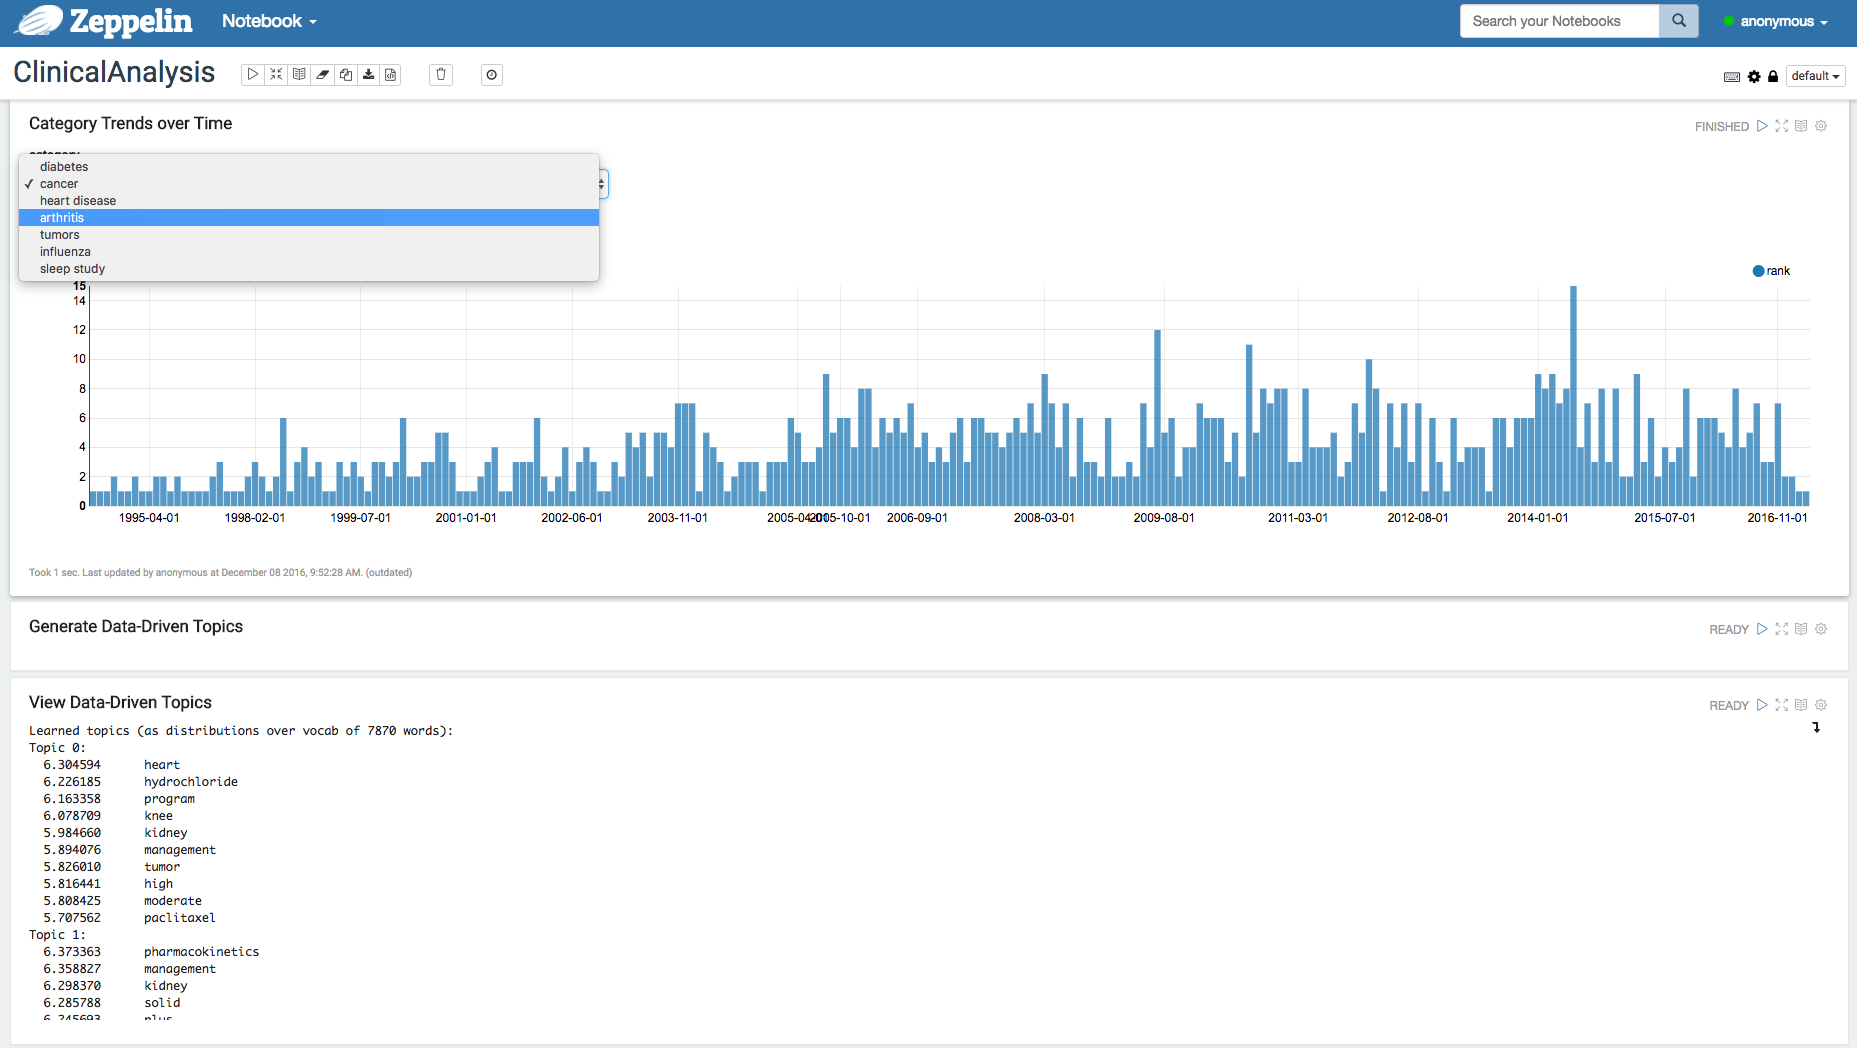 Zeppelin Notebook Search your Notebooks anonymous
ClinicalAnalysis default
Category Trends over Time FINISHED
category
diabetes
✓ cancer
heart disease
arthritis
tumors
influenza
sleep study
rank
15
14
12
10
8
6
4
2
0
1995-04-01 1998-02-01 1999-07-01 2001-01-01 2002-06-01 2003-11-01 2005-04-01 2005-10-01 2006-09-01 2008-03-01 2009-08-01 2011-03-01 2012-08-01 2014-01-01 2015-07-01 2016-11-01
Took 1 sec. Last updated by anonymous at December 08 2016, 9:52:28 AM. (outdated)
Generate Data-Driven Topics READY
View Data-Driven Topics READY
Learned topics (as distributions over vocab of 7870 words):
Topic 0:
6.304594 heart
6.226185 hydrochloride
6.163358 program
6.078709 knee
5.984660 kidney
5.894076 management
5.826010 tumor
5.816441 high
5.808425 moderate
5.707562 paclitaxel
Topic 1:
6.373363 pharmacokinetics
6.358827 management
6.298370 kidney
6.285788 solid
6.245693 plus